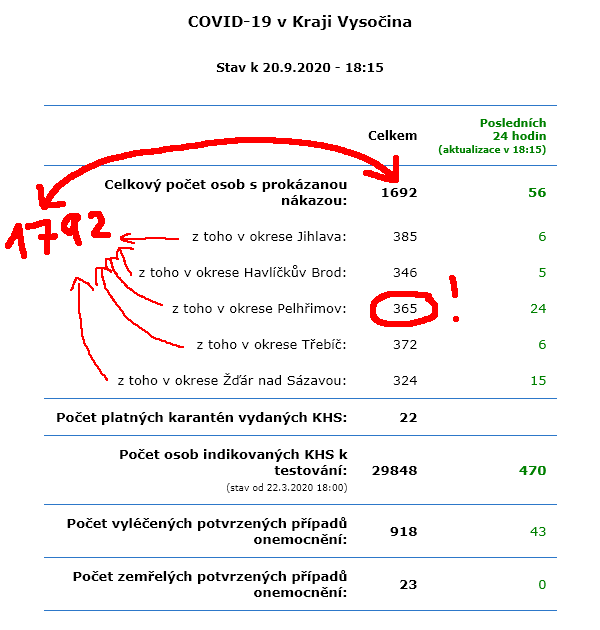 COVID-19 v Kraji Vysočina
Stav k 20.9.2020 - 18:15
Posledních
Celkem 24 hodin
(aktualizace v 18:15)
Celkový počet osob s prokázanou
nákazou: 1692 56
1792
z toho v okrese Jihlava: 385 6
z toho v okrese Havlíčkův Brod: 346 5
z toho v okrese Pelhřimov: 365 ! 24
z toho v okrese Třebíč: 372 6
z toho v okrese Žďár nad Sázavou: 324 15
Počet platných karantén vydaných KHS: 22
Počet osob indikovaných KHS k
testování: 29848 470
(stav od 22.3.2020 18:00)
Počet vyléčených potvrzených případů
onemocnění: 918 43
Počet zemřelých potvrzených případů
onemocnění: 23 0